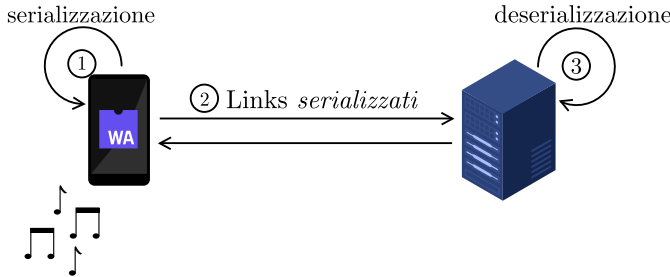 serializzazione
deserializzazione
1
3
2 Links serializzati
WA